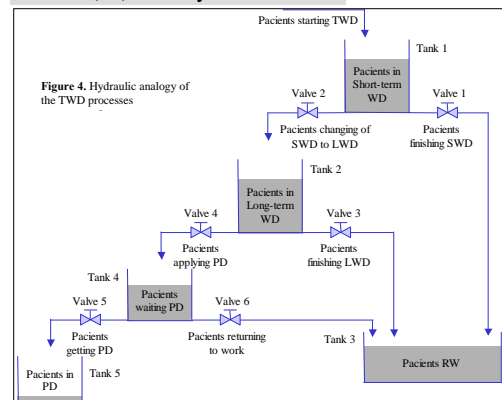 Pacients starting TWD
Tank 1
Figure 4. Hydraulic analogy of
the TWD processes
Pacients in
Short-term
WD
Valve 2
Valve 1
Pacients changing of
SWD to LWD
Pacients
finishing SWD
Tank 2
Pacients in
Long-term
WD
Valve 4
Valve 3
Pacients
applying PD
Pacients
finishing LWD
Tank 4
Pacients
waiting PD
Valve 5
Valve 6
Pacients
getting PD
Pacients returning
to work
Tank 3
Pacients RW
Pacients in
PD
Tank 5